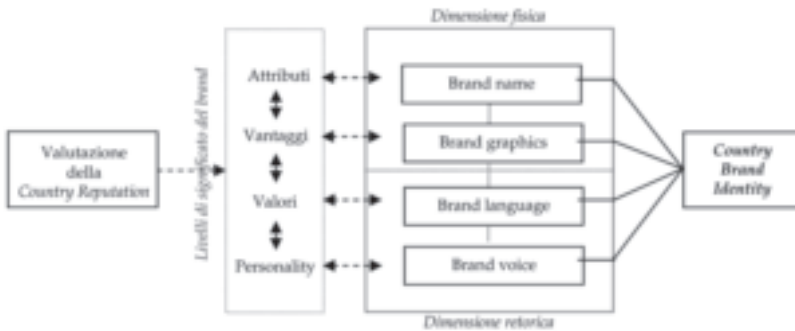 Dimensione fisica
Valutazione
della
Country Reputation
Livelli di significato del brand
Attributi
Vantaggi
Valori
Personality
Brand name
Brand graphics
Brand language
Brand voice
Country
Brand
Identity
Dimensione retorica